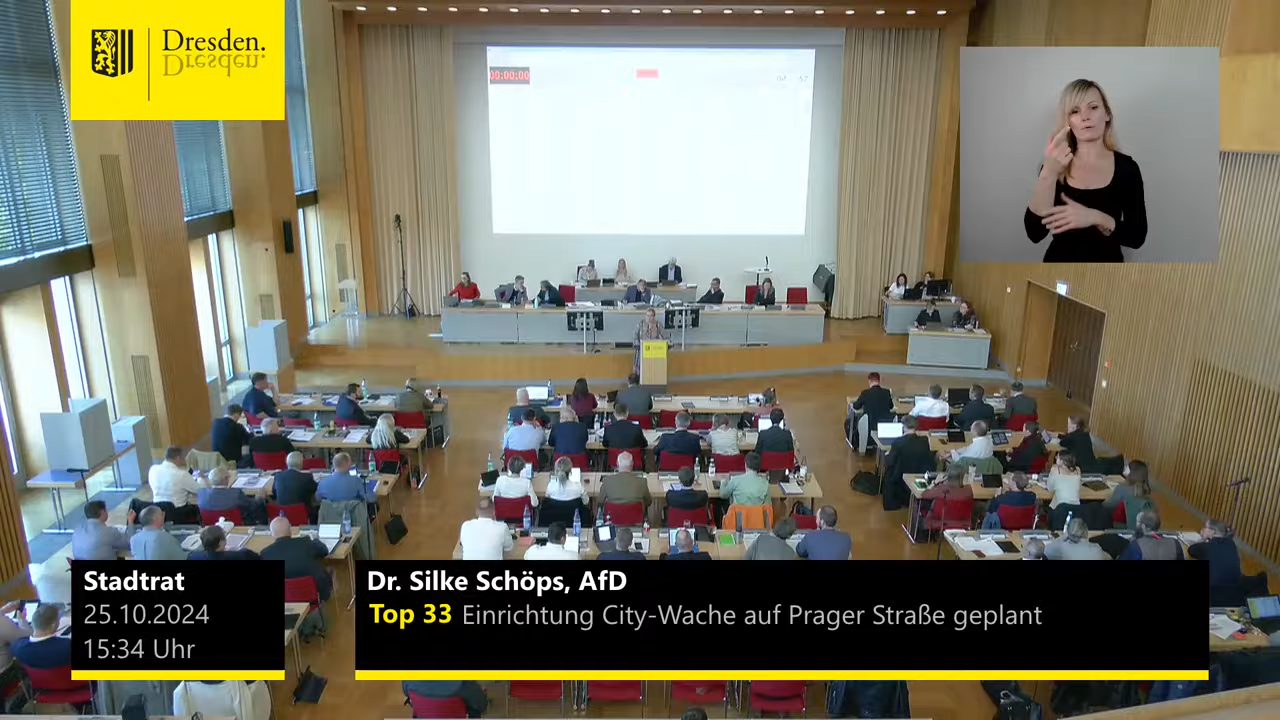 Dresden.
Dresden.
00:00:00
Stadtrat
25.10.2024
15:34 Uhr
Dr. Silke Schöps, AfD
Top 33 Einrichtung City-Wache auf Prager Straße geplant